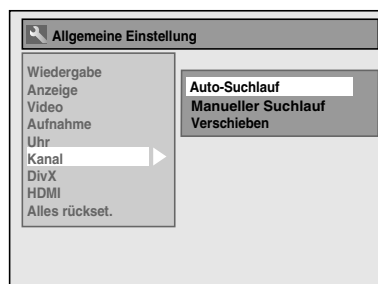 Allgemeine Einstellung
Wiedergabe
Anzeige
Video
Aufnahme
Uhr
Kanal
DivX
HDMI
Alles rückset.
Auto-Suchlauf
Manueller Suchlauf
Verschieben